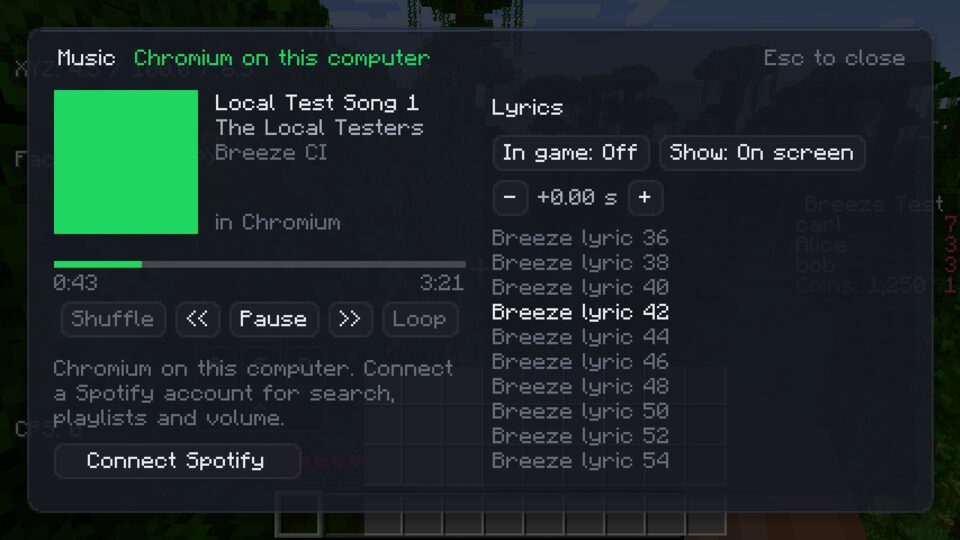 Music Chromium on this computer
Esc to close
Local Test Song 1
The Local Testers
Breeze CI
in Chromium
0:43
3:21
Shuffle
<<
Pause
>>
Loop
Chromium on this computer. Connect
a Spotify account for search,
playlists and volume.
Connect Spotify
Lyrics
In game: Off
Show: On screen
- +0.00 s +
Breeze lyric 36
Breeze lyric 38
Breeze lyric 40
Breeze lyric 42
Breeze lyric 44
Breeze lyric 46
Breeze lyric 48
Breeze lyric 50
Breeze lyric 52
Breeze lyric 54
Breeze Test
carl 7
Alice 3
bob 3
Coins: 1,250 1